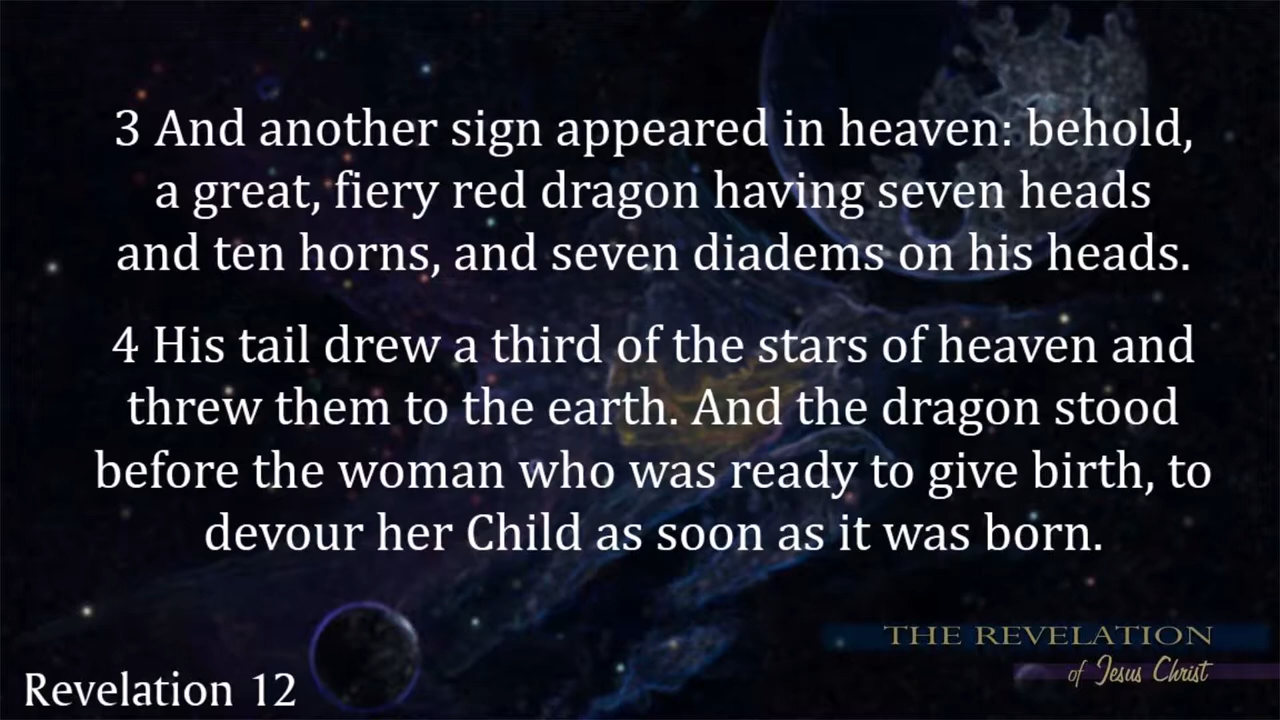 3 And another sign appeared in heaven: behold,
a great, fiery red dragon having seven heads
and ten horns, and seven diadems on his heads.
4 His tail drew a third of the stars of heaven and
threw them to the earth. And the dragon stood
before the woman who was ready to give birth, to
devour her Child as soon as it was born.
THE REVELATION
of Jesus Christ
Revelation 12